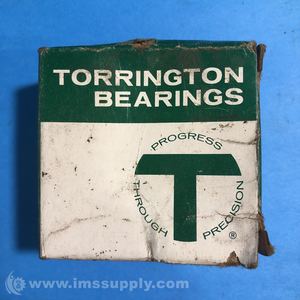 TORRINGTON
BEARINGS
PROGRESS
THROUGH
PRECISION
®
© www.imssupply.com